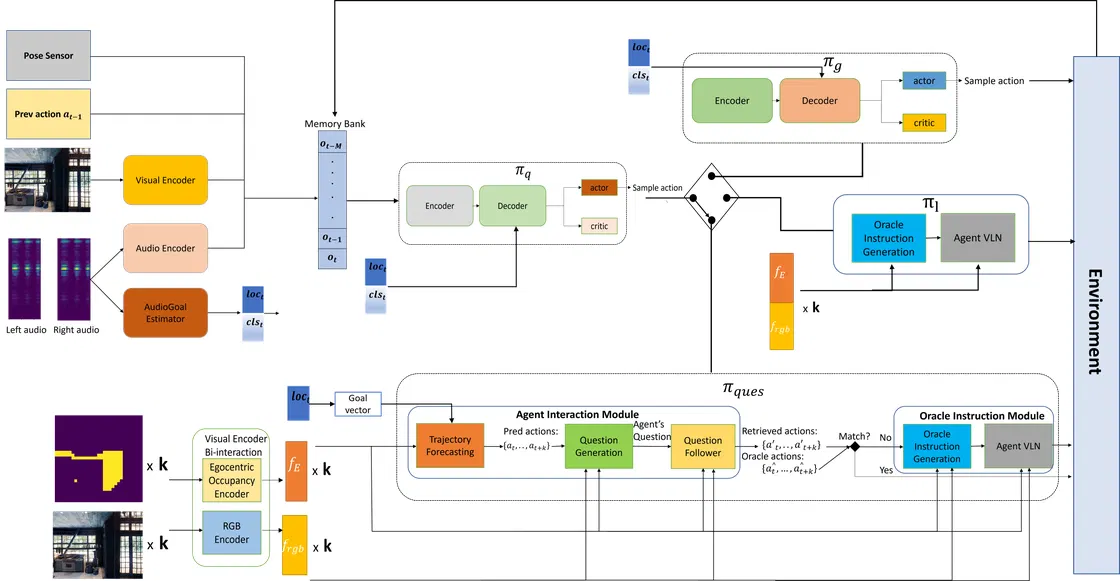 Pose Sensor
Prev action a_{t-1}
Visual Encoder
Audio Encoder
AudioGoal
Estimator
Left audio
Right audio
loc_t
cls_t
Memory Bank
o_{t-M}
o_{t-1}
o_t
π_q
Encoder
Decoder
actor
critic
Sample action
loc_t
cls_t
loc_t
cls_t
π_g
Encoder
Decoder
actor
critic
Sample action
π_l
Oracle
Instruction
Generation
Agent VLN
f_E
f_rgb
x k
Environment
π_ques
loc_t
Goal
vector
Agent Interaction Module
Trajectory
Forecasting
Pred actions:
{a_t, .., a_{t+k}}
Question
Generation
Agent's
Question
Question
Follower
Retrieved actions:
{a'_t, .., a'_{t+k}}
Oracle actions:
{a^_t, .., a^_{t+k}}
Match?
No
Yes
Oracle Instruction Module
Oracle
Instruction
Generation
Agent VLN
x k
Visual Encoder
Bi-interaction
Egocentric
Occupancy
Encoder
f_E
x k
x k
RGB
Encoder
f_rgb
x k